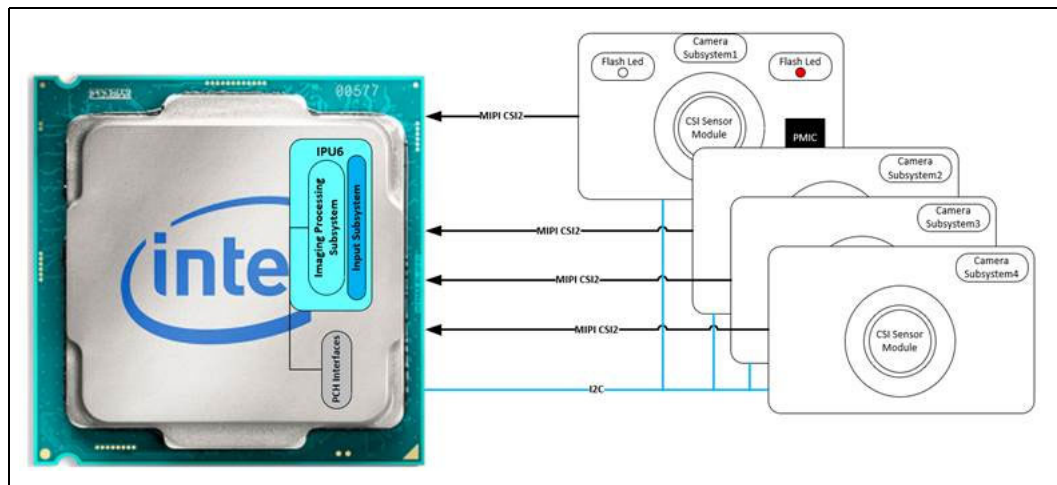 00577
Camera
Subsystem1
Flash Led
Flash Led
CSI Sensor
Module
PMIC
MIPI CSI2
IPU6
Imaging Processing
Subsystem
Input Subsystem
Camera
Subsystem2
MIPI CSI2
Camera
Subsystem3
MIPI CSI2
Camera
Subsystem4
MIPI CSI2
CSI Sensor
Module
inte
PCH Interfaces
I2C